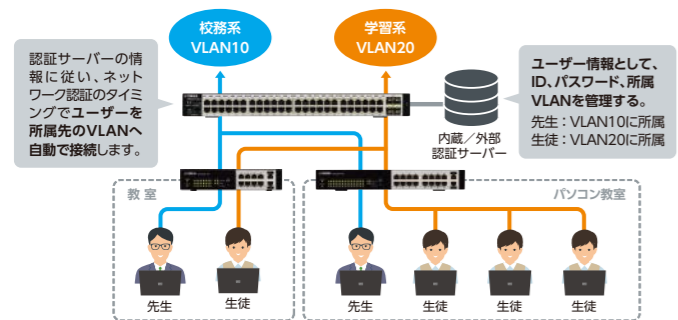 校務系
VLAN10
学習系
VLAN20
認証サーバーの情
報に従い、ネット
ワーク認証のタイミ
ングでユーザーを
所属先のVLANへ
自動で接続します。
ユーザー情報として、
ID、パスワード、所属
VLANを管理する。
先生：VLAN10に所属
生徒：VLAN20に所属
内蔵／外部
認証サーバー
教室
パソコン教室
先生
生徒
先生
生徒
生徒
生徒